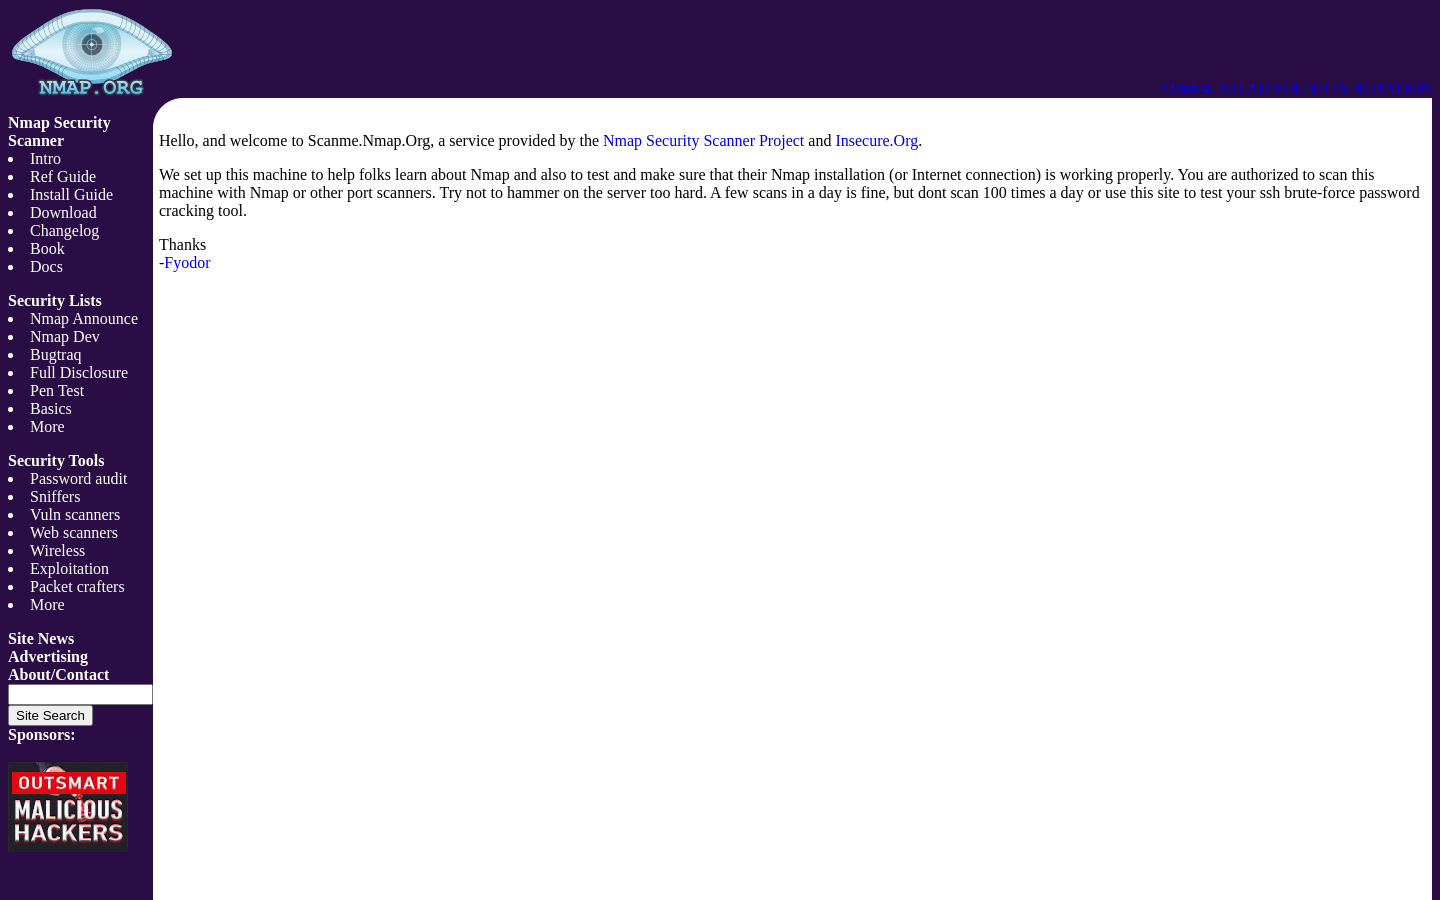 NMAP.ORG
Nmap Security
Scanner
Intro
Ref Guide
Install Guide
Download
Changelog
Book
Docs
Security Lists
Nmap Announce
Nmap Dev
Bugtraq
Full Disclosure
Pen Test
Basics
More
Security Tools
Password audit
Sniffers
Vuln scanners
Web scanners
Wireless
Exploitation
Packet crafters
More
Site News
Advertising
About/Contact
Site Search
Sponsors:
OUTSMART
MALICIOUS
HACKERS
NO AD FOUND IN ROTATION
Hello, and welcome to Scanme.Nmap.Org, a service provided by the Nmap Security Scanner Project and Insecure.Org.
We set up this machine to help folks learn about Nmap and also to test and make sure that their Nmap installation (or Internet connection) is working properly. You are authorized to scan this
machine with Nmap or other port scanners. Try not to hammer on the server too hard. A few scans in a day is fine, but dont scan 100 times a day or use this site to test your ssh brute-force password
cracking tool.
Thanks
-Fyodor